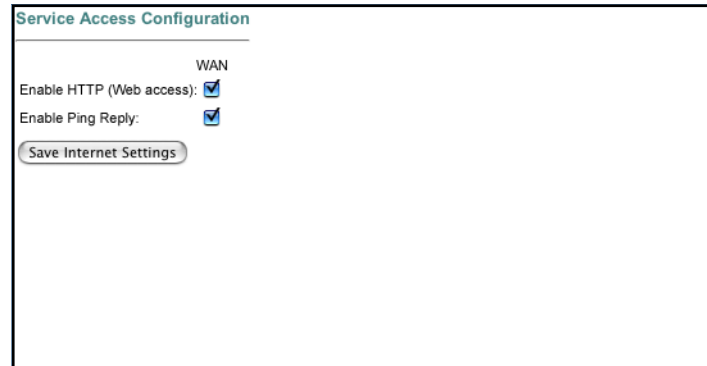 Service Access Configuration
WAN
Enable HTTP (Web access):
Enable Ping Reply:
Save Internet Settings